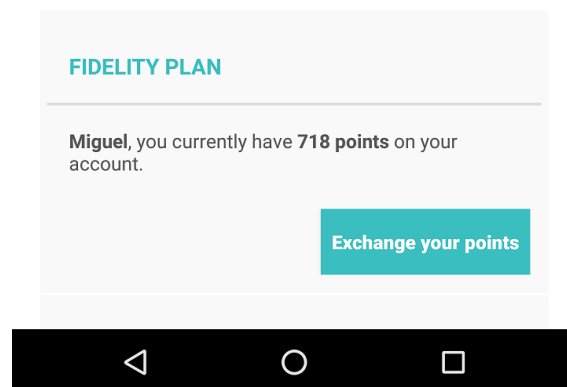 FIDELITY PLAN
Miguel, you currently have 718 points on your
account.
Exchange your points